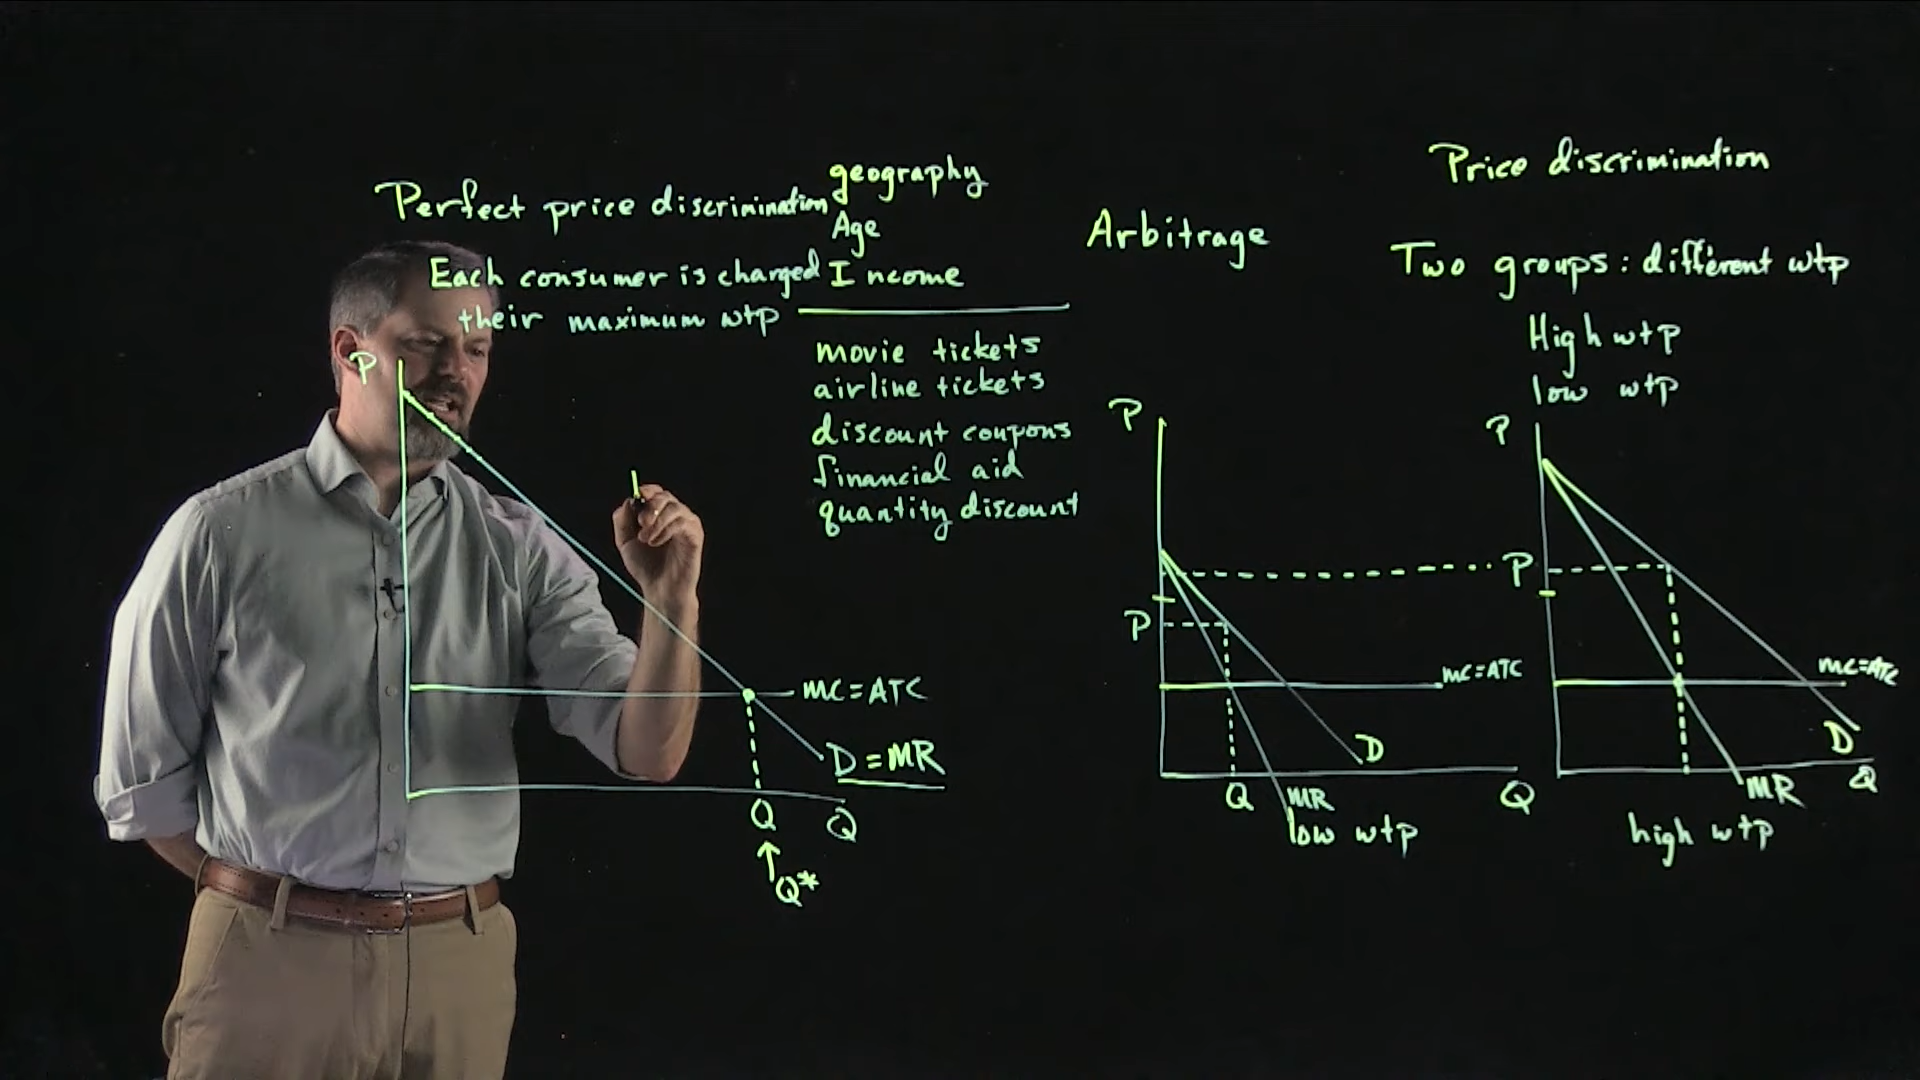 Perfect price discrimination
Each consumer is charged
their maximum wtp
P
MC = ATC
D = MR
Q
Q
Q*
geography
Age
Income
movie tickets
airline tickets
discount coupons
financial aid
quantity discount
Arbitrage
P
P
MC=ATC
D
Q
MR
Q
low wtp
Price discrimination
Two groups: different wtp
High wtp
low wtp
P
P
MC=ATC
D
MR
Q
high wtp